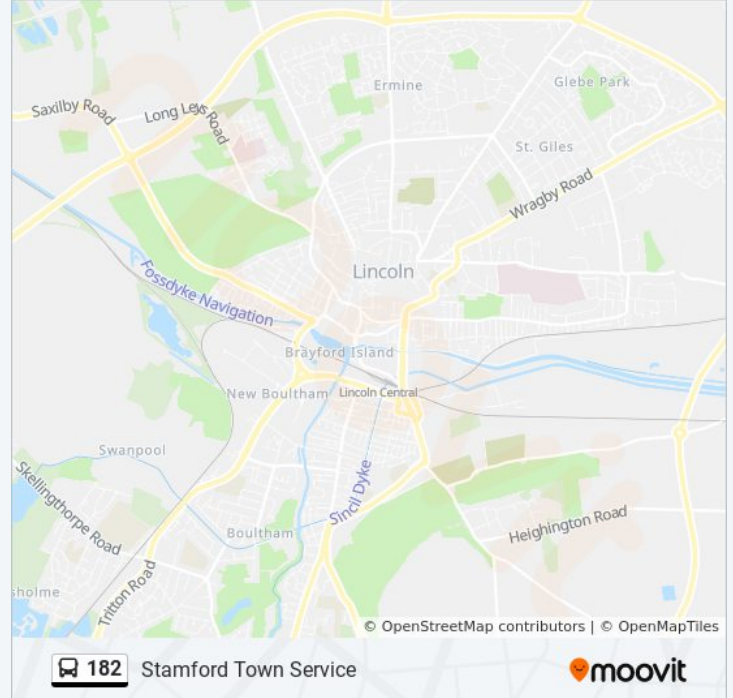 Ermine
Glebe Park
Saxilby Road
Long Leys Road
St. Giles
Wragby Road
Lincoln
Fossdyke Navigation
Brayford Island
New Boultham
Lincoln Central
Swanpool
Skellingthorpe Road
Sincil Dyke
Heighington Road
Boultham
sholme
Tritton Road
© OpenStreetMap contributors | © OpenMapTiles
182 Stamford Town Service
moovit